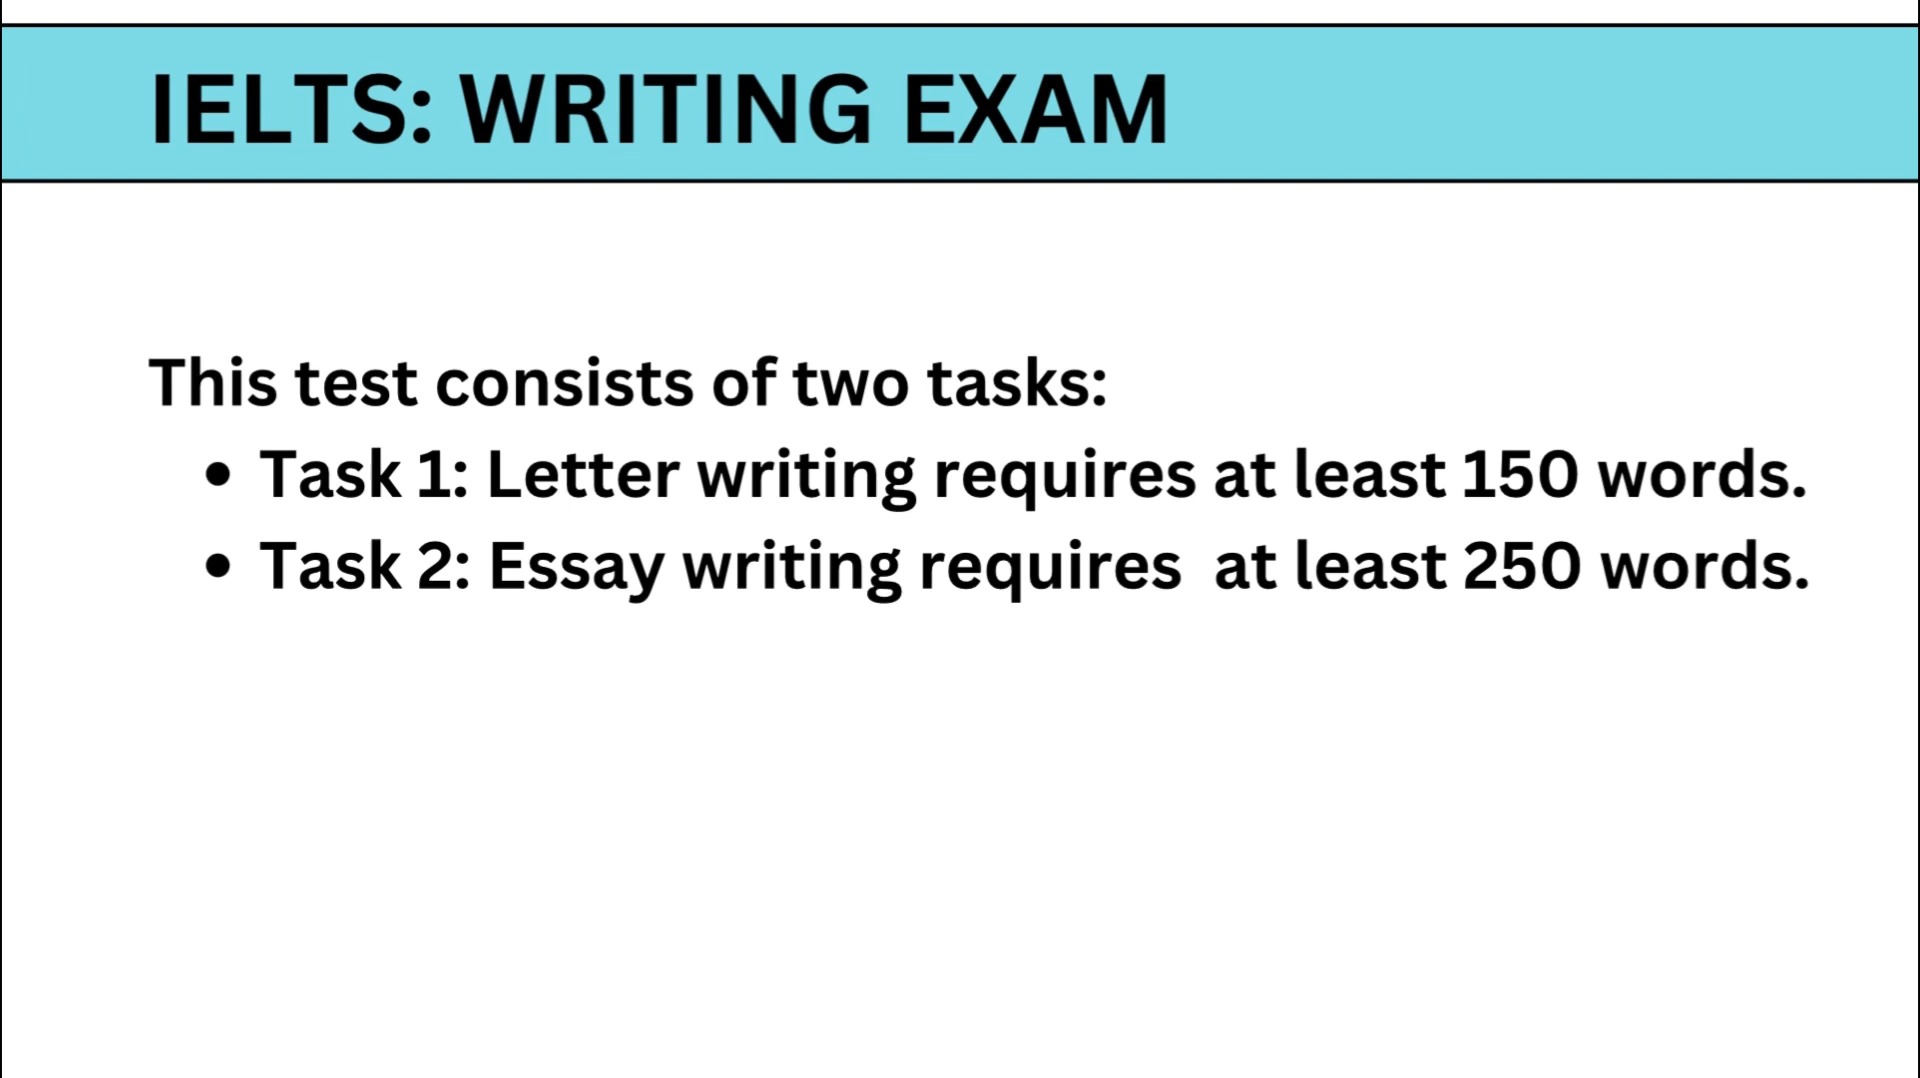 IELTS: WRITING EXAM
This test consists of two tasks:
• Task 1: Letter writing requires at least 150 words.
• Task 2: Essay writing requires  at least 250 words.